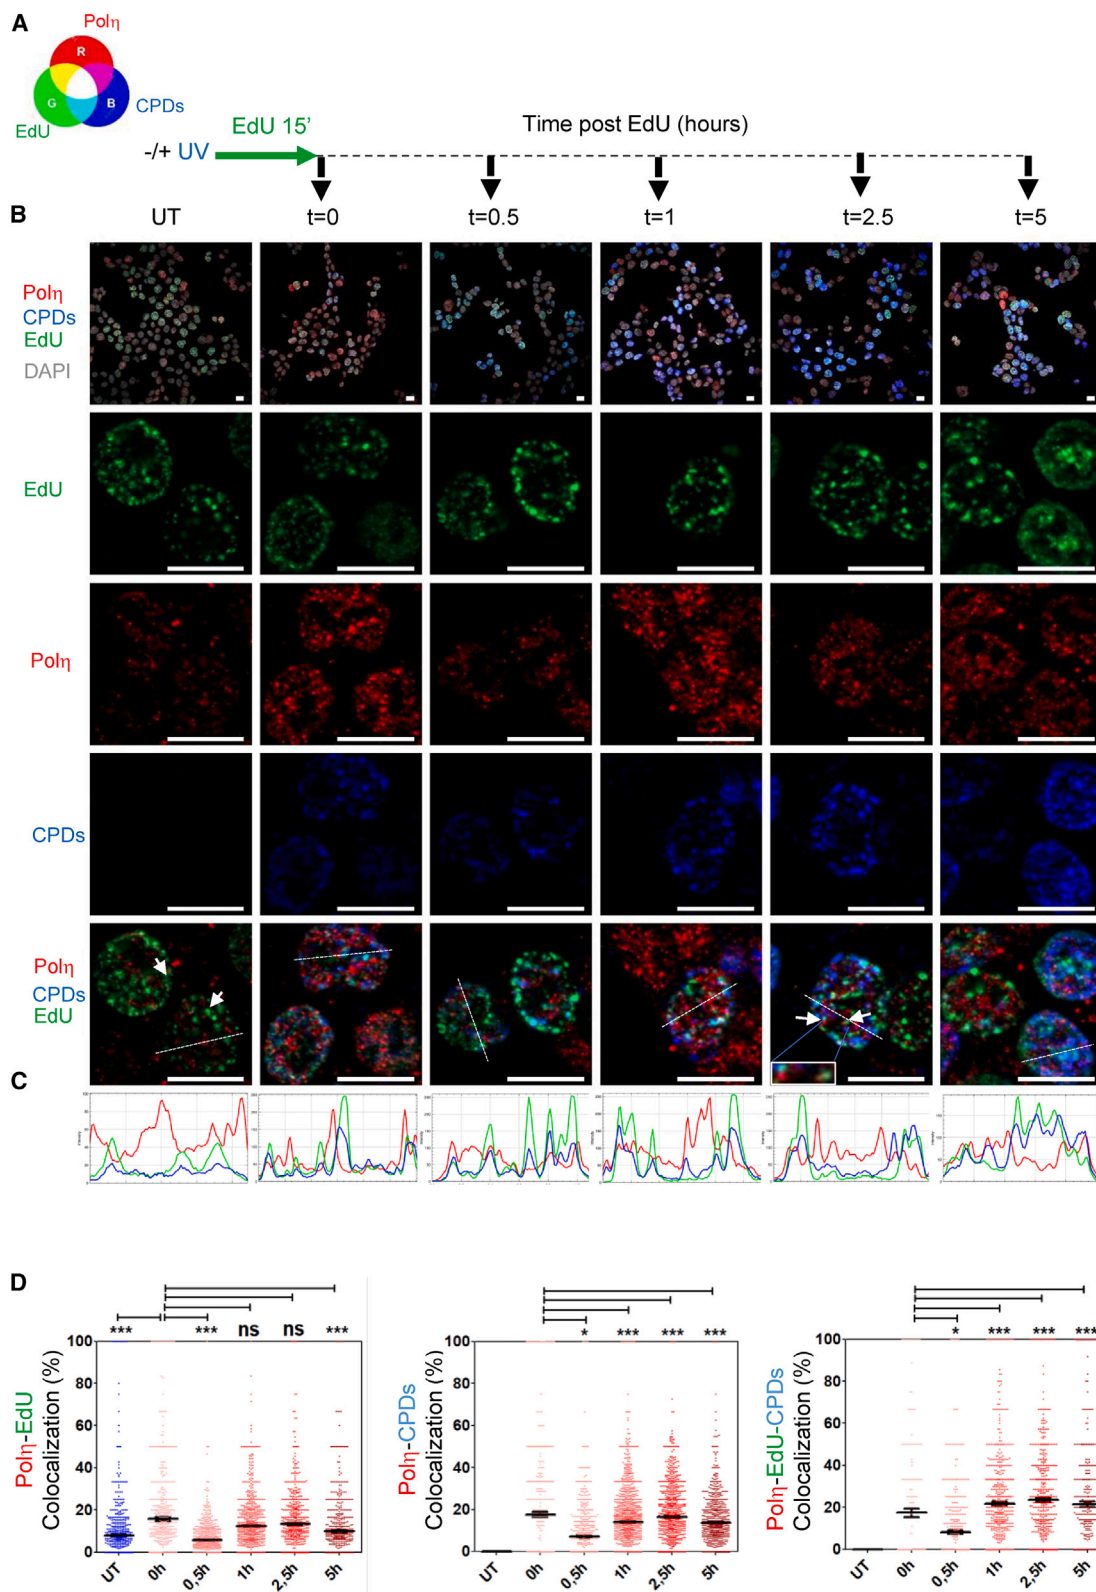 A
Polη
R
G
B
CPDs
EdU
-/+ UV
EdU 15'
Time post EdU (hours)
B
UT
t=0
t=0.5
t=1
t=2.5
t=5
Polη
CPDs
EdU
DAPI
EdU
Polη
CPDs
Polη
CPDs
EdU
C
D
Polη-EdU
Colocalization (%)
***
***
ns
ns
***
100
80
60
40
20
0
UT
0h
0,5h
1h
2,5h
5h
Polη-CPDs
Colocalization (%)
*
***
***
***
100
80
60
40
20
0
UT
0h
0,5h
1h
2,5h
5h
Polη-EdU-CPDs
Colocalization (%)
*
***
***
***
100
80
60
40
20
0
UT
0h
0,5h
1h
2,5h
5h